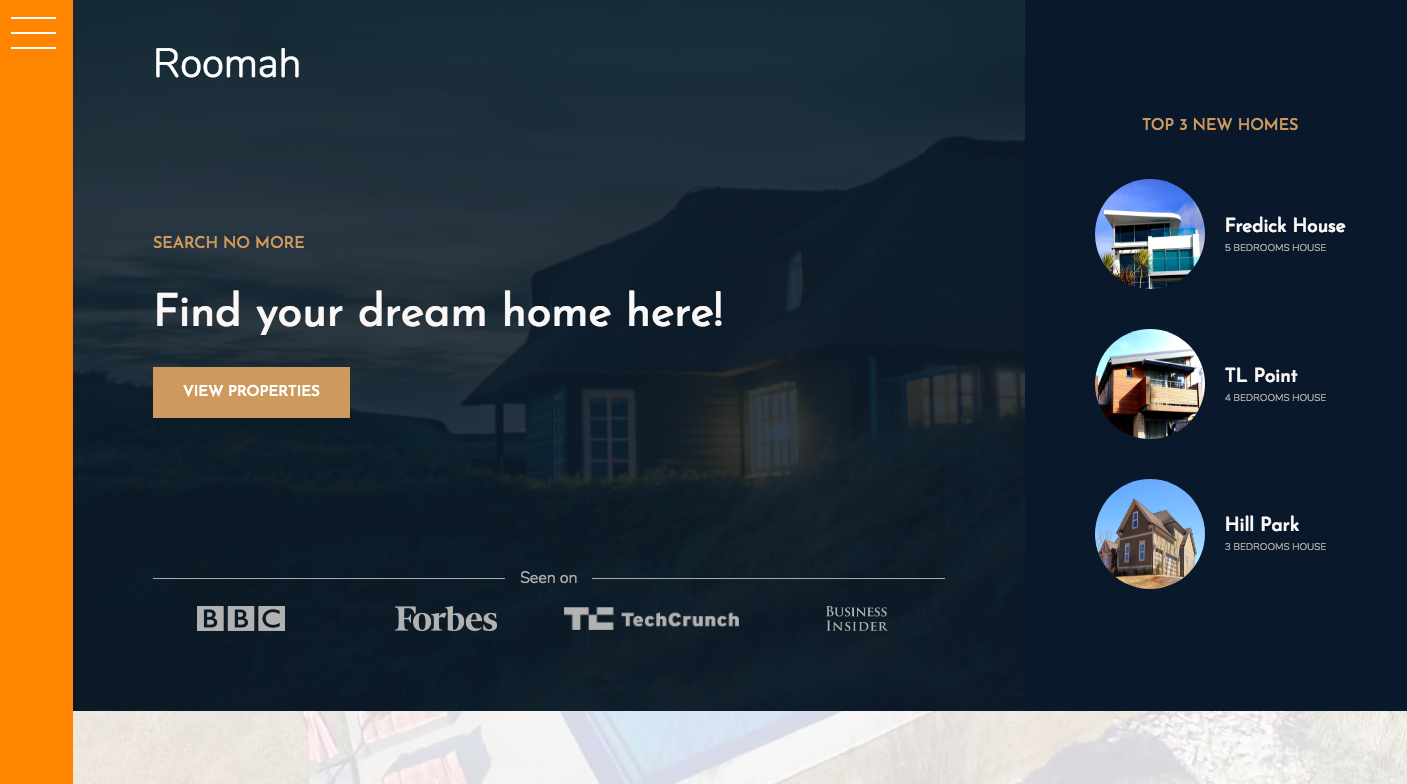 Roomah
SEARCH NO MORE
Find your dream home here!
VIEW PROPERTIES
Seen on
BBC
Forbes
TC TechCrunch
BUSINESS
INSIDER
TOP 3 NEW HOMES
Fredick House
5 BEDROOMS HOUSE
TL Point
4 BEDROOMS HOUSE
Hill Park
3 BEDROOMS HOUSE